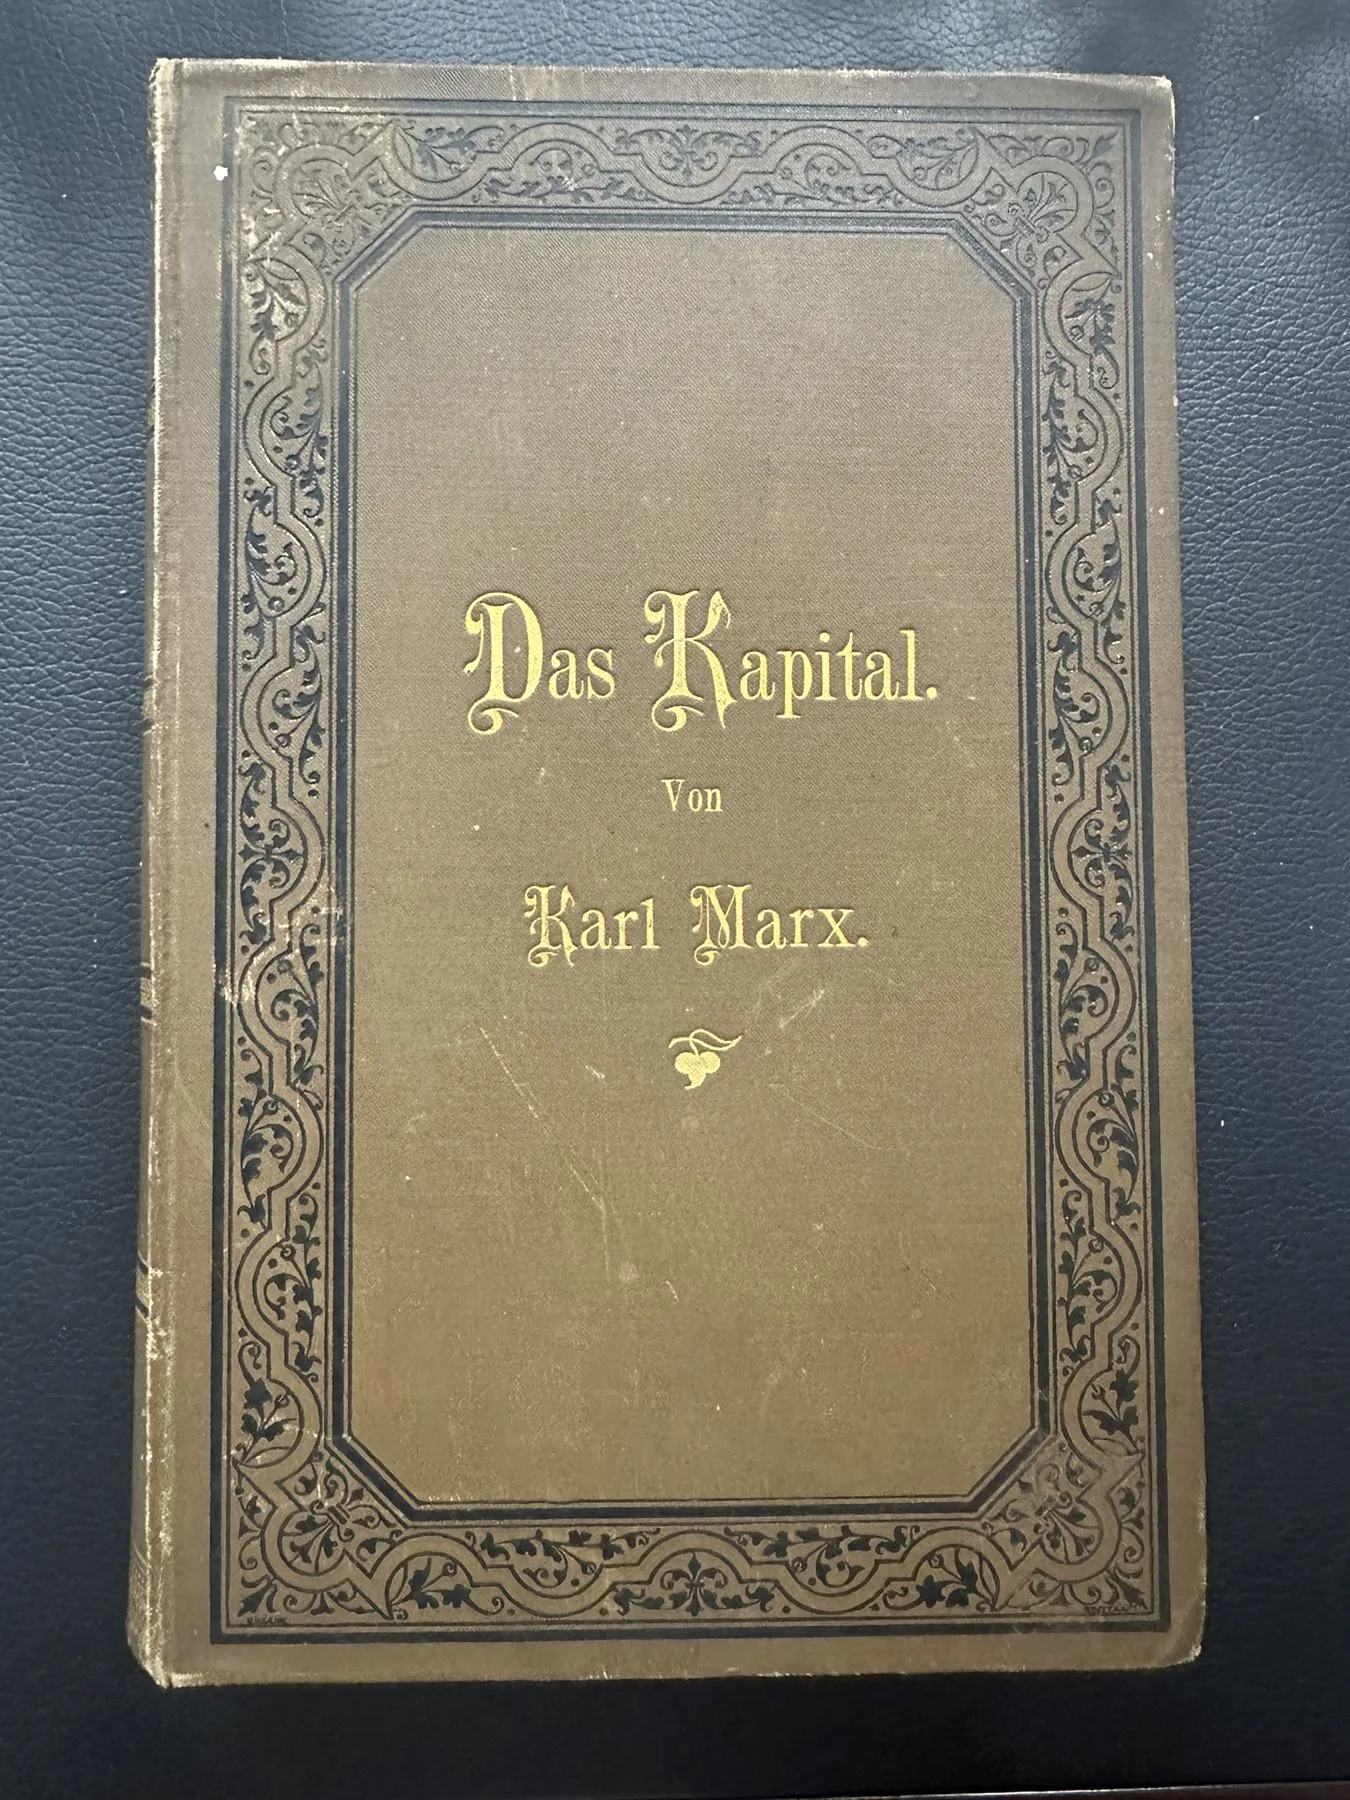 Das Kapital.
Von
Karl Marx.